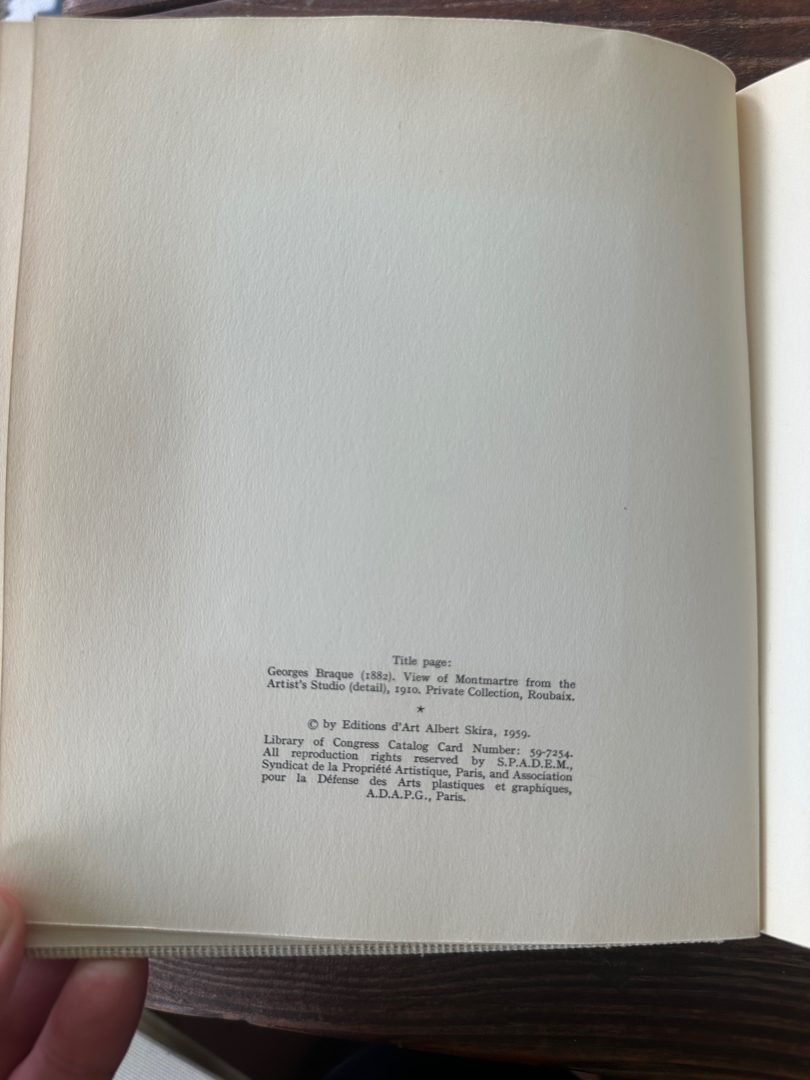 Title page:
Georges Braque (1882). View of Montmartre from the
Artist's Studio (detail), 1910. Private Collection, Roubaix.
★
© by Editions d'Art Albert Skira, 1959.
Library of Congress Catalog Card Number: 59-7254.
All reproduction rights reserved by S.P.A.D.E.M.,
Syndicat de la Propriété Artistique, Paris, and Association
pour la Défense des Arts plastiques et graphiques,
A.D.A.P.G., Paris.